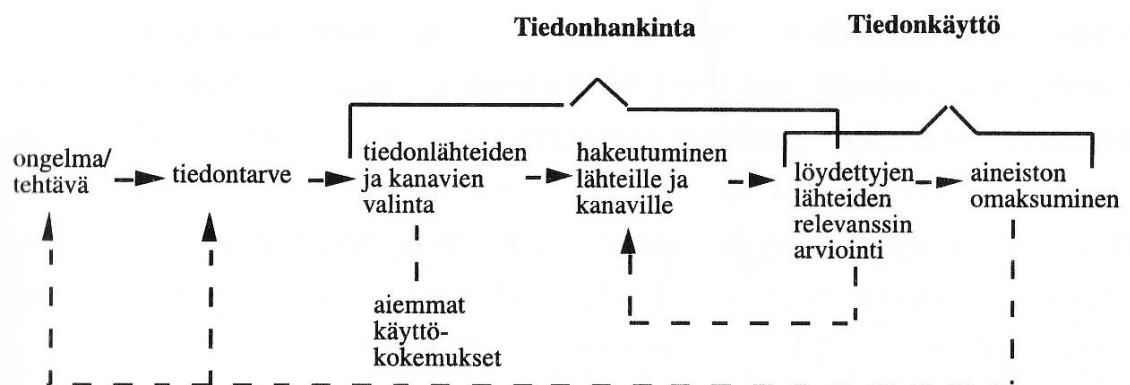 Tiedonhankinta
Tiedonkäyttö
ongelma/
tehtävä
tiedontarve
tiedonlähteiden
ja kanavien
valinta
hakeutuminen
lähteille ja
kanaville
löydettyjen
lähteiden
relevanssin
arviointi
aineiston
omaksuminen
aiemmat
käyttö-
kokemukset